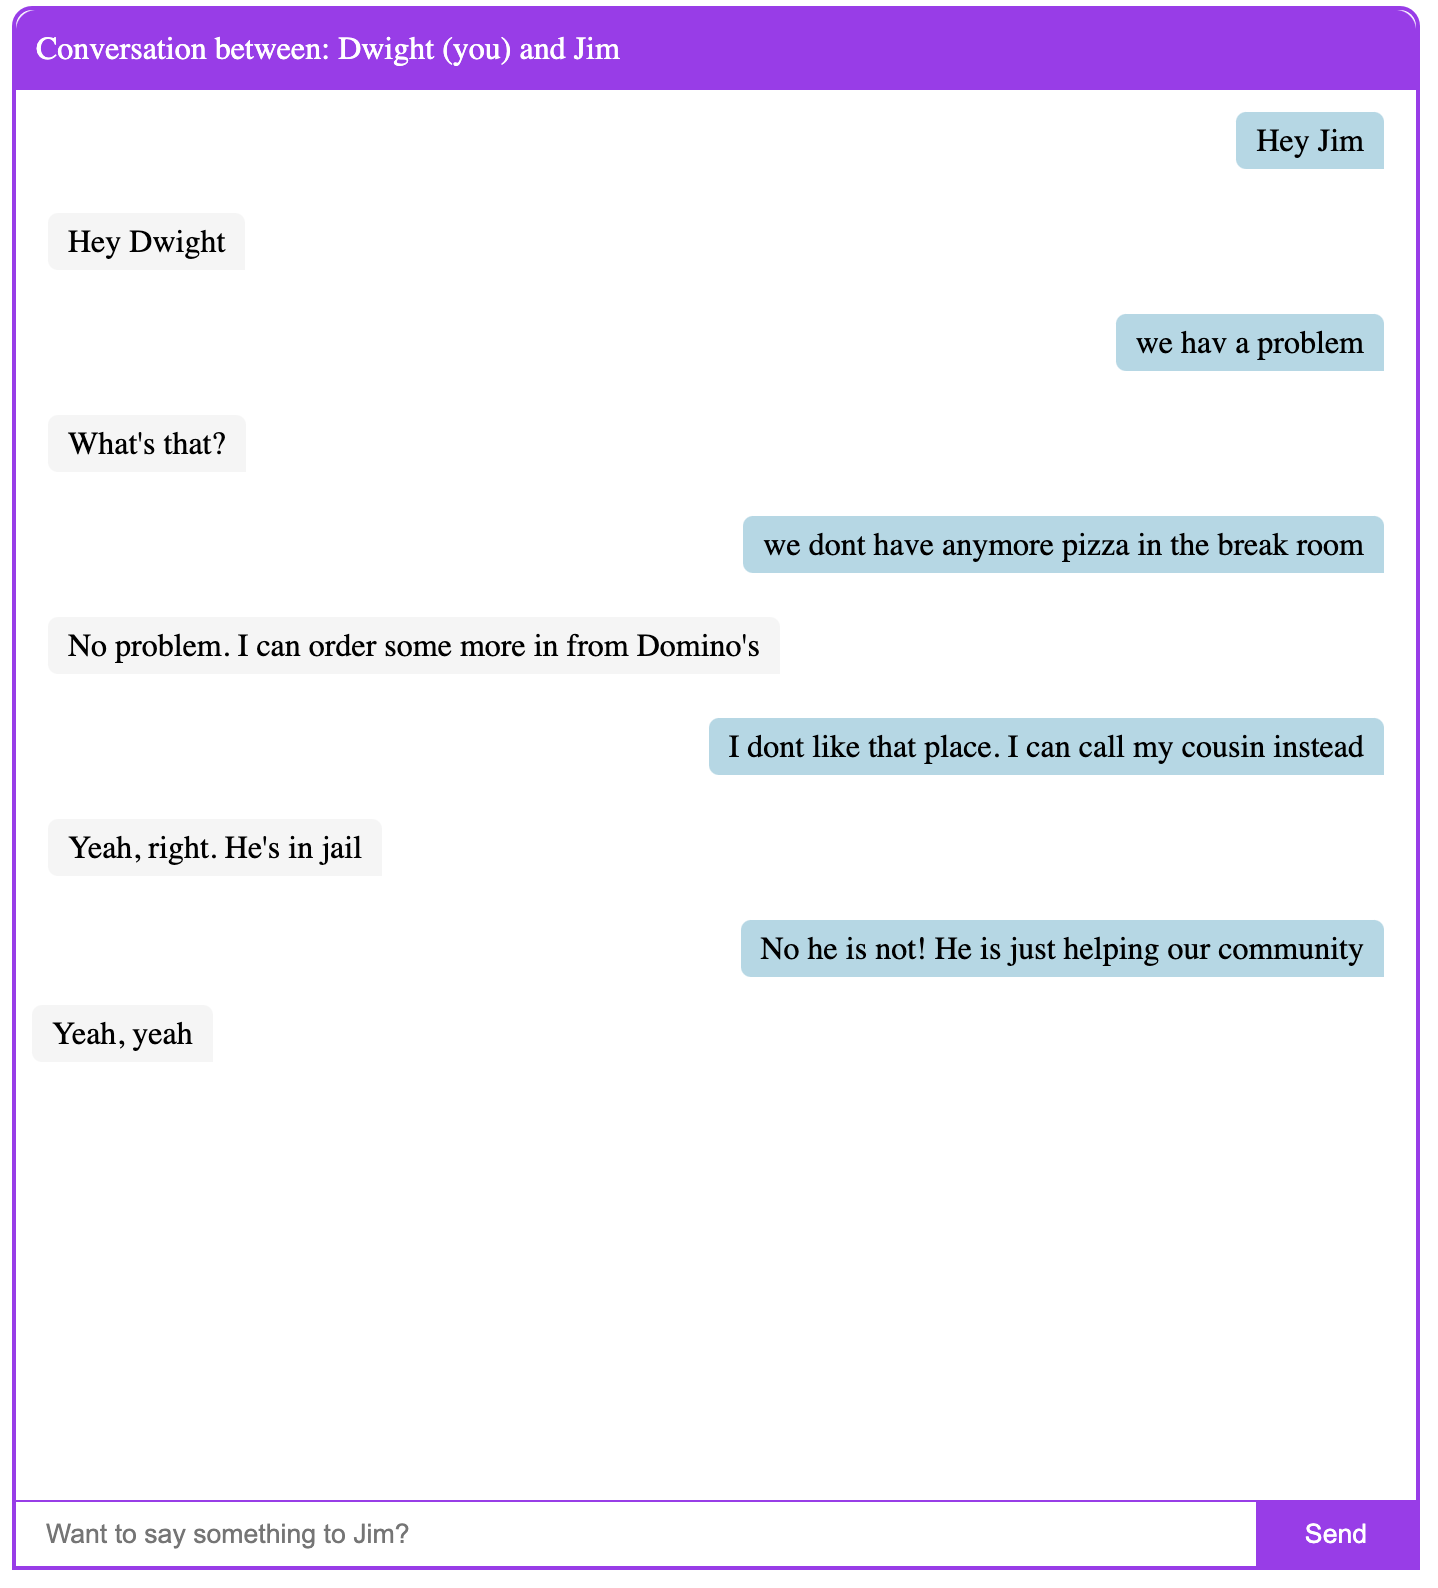 Conversation between: Dwight (you) and Jim
Hey Jim
Hey Dwight
we hav a problem
What's that?
we dont have anymore pizza in the break room
No problem. I can order some more in from Domino's
I dont like that place. I can call my cousin instead
Yeah, right. He's in jail
No he is not! He is just helping our community
Yeah, yeah
Want to say something to Jim?
Send